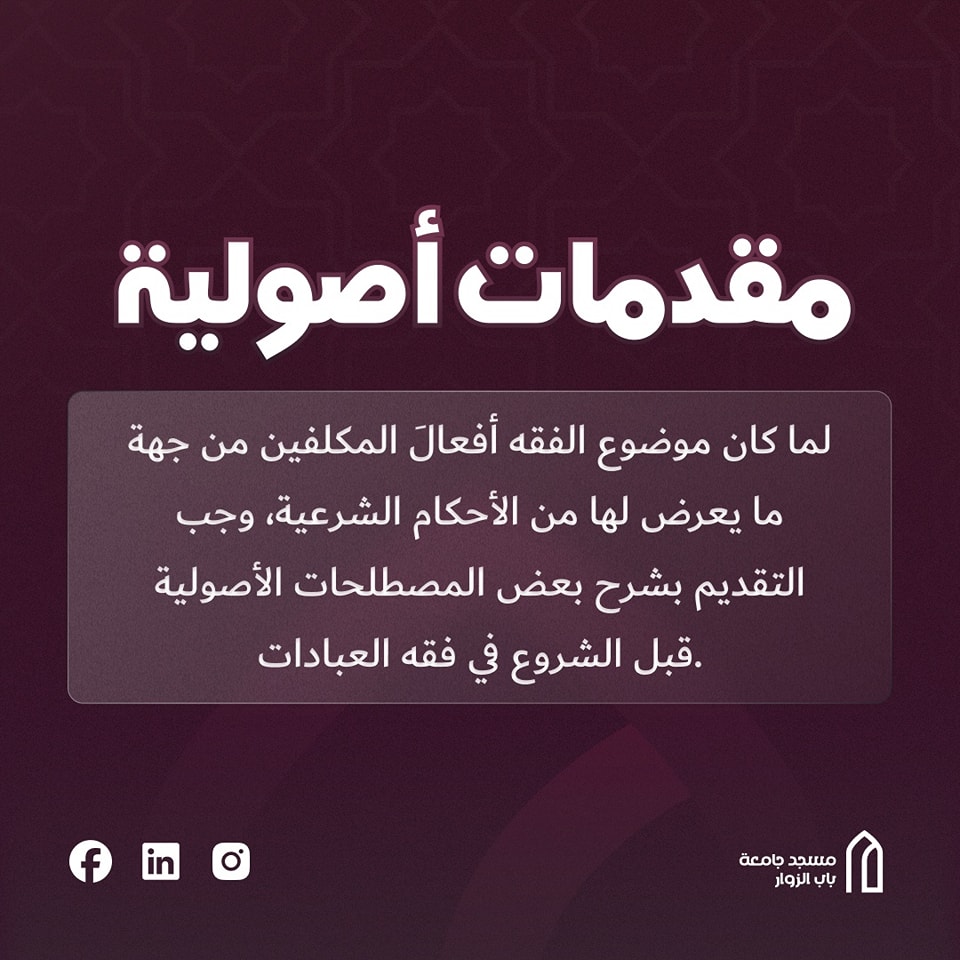 مقدمات أصولية
لما كان موضوع الفقه أفعالَ المكلفين من جهة
ما يعرض لها من الأحكام الشرعية، وجب
التقديم بشرح بعض المصطلحات الأصولية
.قبل الشروع في فقه العبادات
مسجد جامعة
باب الزوار